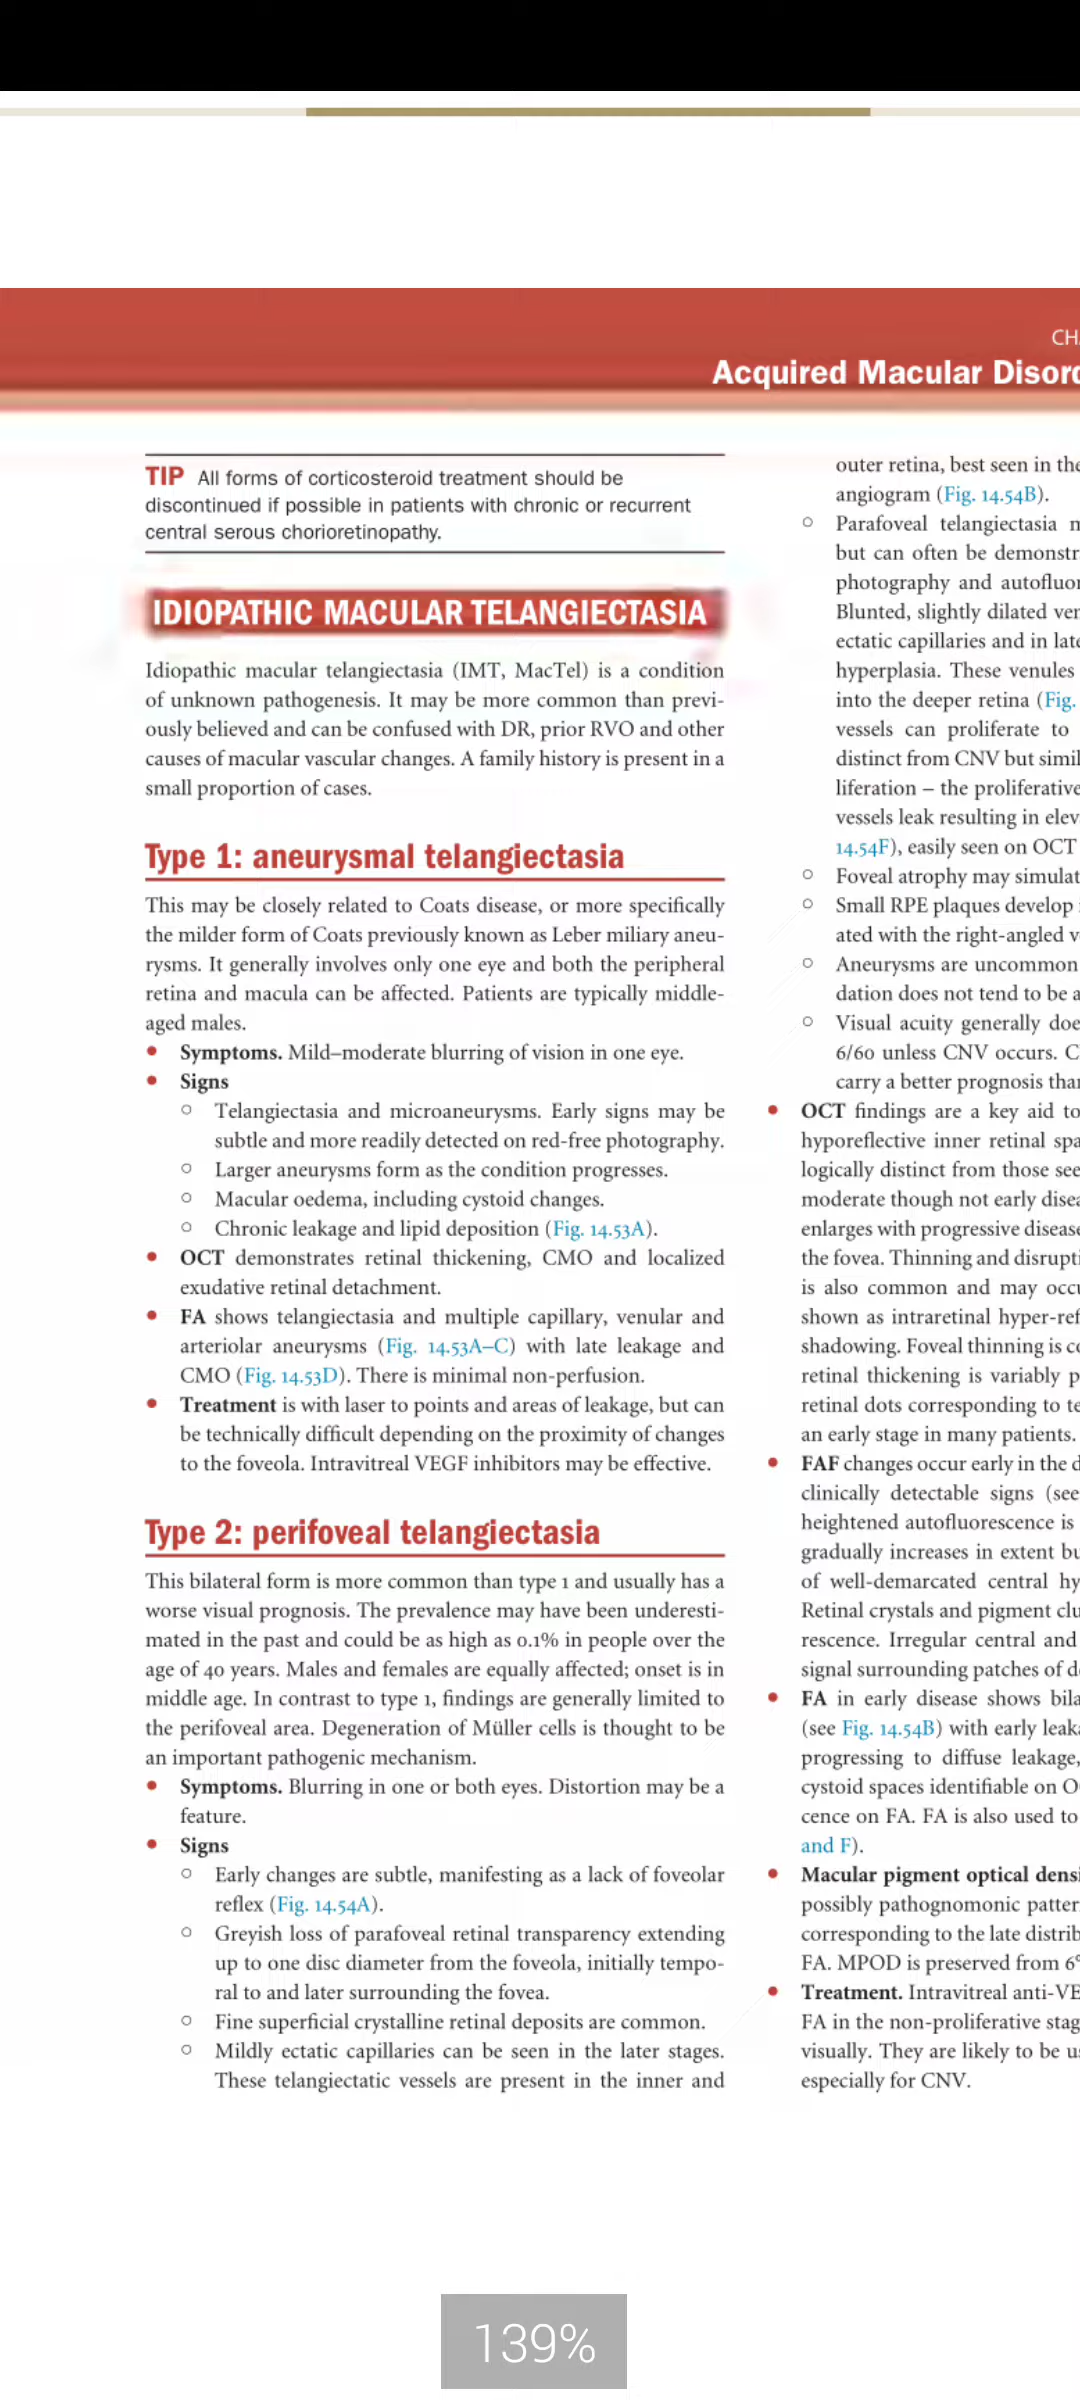 Acquired Macular
TIP All forms of corticosteroid treatment should be
discontinued if possible in patients with chronic or recurrent
central serous chorioretinopathy.
IDIOPATHIC MACULAR TELANGIECTASIA
Idiopathic macular telangiectasia (IMT, MacTel) is a condition
of unknown pathogenesis. It may be more common than previ-
ously believed and can be confused with DR, prior RVO and other
causes of macular vascular changes. A family history is present in a
small proportion of cases.
Type 1: aneurysmal telangiectasia
This may be closely related to Coats disease, or more specifically
the milder form of Coats previously known as Leber miliary aneu-
rysms. It generally involves only one eye and both the peripheral
retina and macula can be affected. Patients are typically middle-
aged males.
• Symptoms. Mild–moderate blurring of vision in one eye.
• Signs
○ Telangiectasia and microaneurysms. Early signs may be
subtle and more readily detected on red-free photography.
○ Larger aneurysms form as the condition progresses.
○ Macular oedema, including cystoid changes.
○ Chronic leakage and lipid deposition (Fig. 14.53A).
• OCT demonstrates retinal thickening, CMO and localized
exudative retinal detachment.
• FA shows telangiectasia and multiple capillary, venular and
arteriolar aneurysms (Fig. 14.53A–C) with late leakage and
CMO (Fig. 14.53D). There is minimal non-perfusion.
• Treatment is with laser to points and areas of leakage, but can
be technically difficult depending on the proximity of changes
to the foveola. Intravitreal VEGF inhibitors may be effective.
Type 2: perifoveal telangiectasia
This bilateral form is more common than type 1 and usually has a
worse visual prognosis. The prevalence may have been underesti-
mated in the past and could be as high as 0.1% in people over the
age of 40 years. Males and females are equally affected; onset is in
middle age. In contrast to type 1, findings are generally limited to
the perifoveal area. Degeneration of Müller cells is thought to be
an important pathogenic mechanism.
• Symptoms. Blurring in one or both eyes. Distortion may be a
feature.
• Signs
○ Early changes are subtle, manifesting as a lack of foveolar
reflex (Fig. 14.54A).
○ Greyish loss of parafoveal retinal transparency extending
up to one disc diameter from the foveola, initially tempo-
ral to and later surrounding the fovea.
○ Fine superficial crystalline retinal deposits are common.
○ Mildly ectatic capillaries can be seen in the later stages.
These telangiectatic vessels are present in the inner and
outer retina, best seen in the
angiogram (Fig. 14.54B).
○ Parafoveal telangiectasia
but can often be
photography and
Blunted, slightly dilated
ectatic capillaries and in
hyperplasia. These venules
into the deeper retina (Fig.
vessels can proliferate to
distinct from CNV but
liferation – the proliferative
vessels leak resulting in
14.54F), easily seen on OCT
○ Foveal atrophy may
○ Small RPE plaques develop
ated with the right-angled
○ Aneurysms are uncommon
dation does not tend to be
○ Visual acuity generally
6/60 unless CNV occurs.
carry a better prognosis
• OCT findings are a key aid to
hyporeflective inner retinal
logically distinct from those
moderate though not early
enlarges with progressive disease
the fovea. Thinning and
is also common and may
shown as intraretinal
shadowing. Foveal thinning is
retinal thickening is variably
retinal dots corresponding to
an early stage in many patients.
• FAF changes occur early in the
clinically detectable signs (see
heightened autofluorescence is
gradually increases in extent
of well-demarcated central
Retinal crystals and pigment
rescence. Irregular central and
signal surrounding patches of
• FA in early disease shows
(see Fig. 14.54B) with early
progressing to diffuse leakage,
cystoid spaces identifiable on
cence on FA. FA is also used to
and F).
• Macular pigment optical
possibly pathognomonic
corresponding to the late
FA. MPOD is preserved from
• Treatment. Intravitreal
FA in the non-proliferative
visually. They are likely to be
especially for CNV.
139%